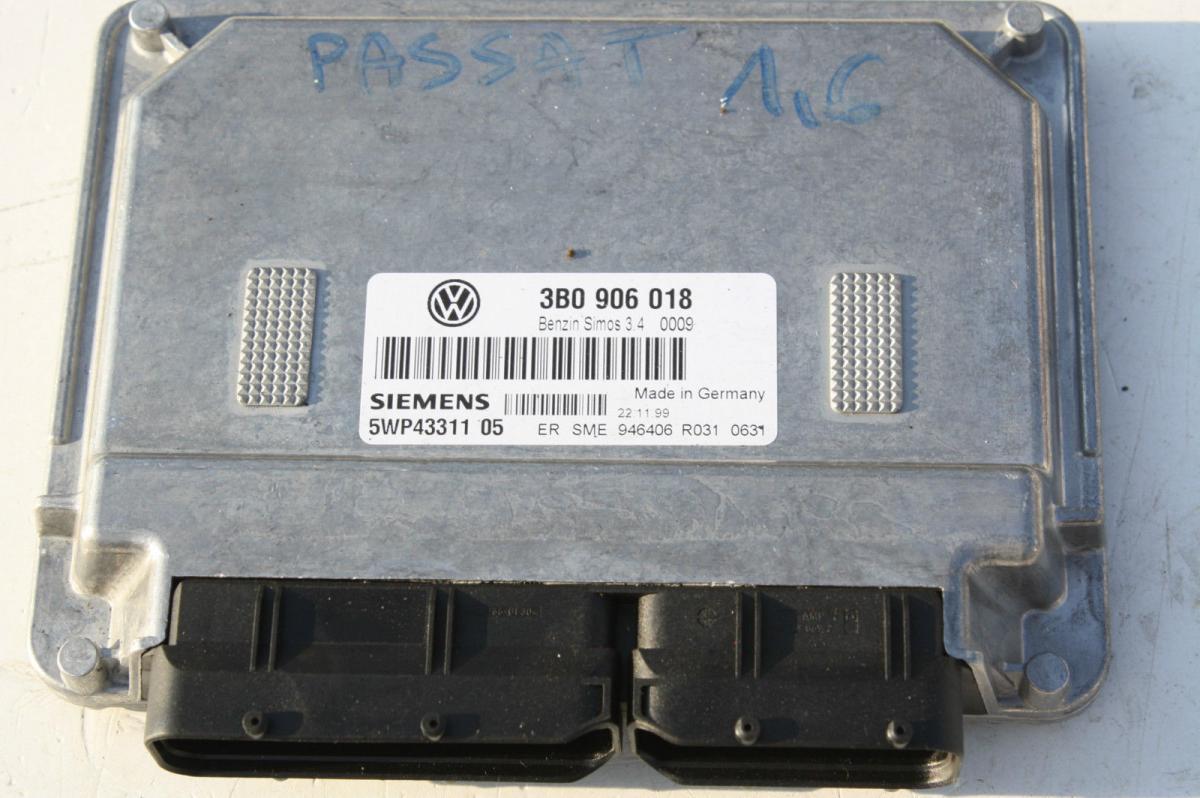 PASSAT 1,6
VW
3B0 906 018
Benzin Simos 3.4 0009
Made in Germany
SIEMENS
22.11.99
5WP43311 05 ER SME 946406 R031 0631